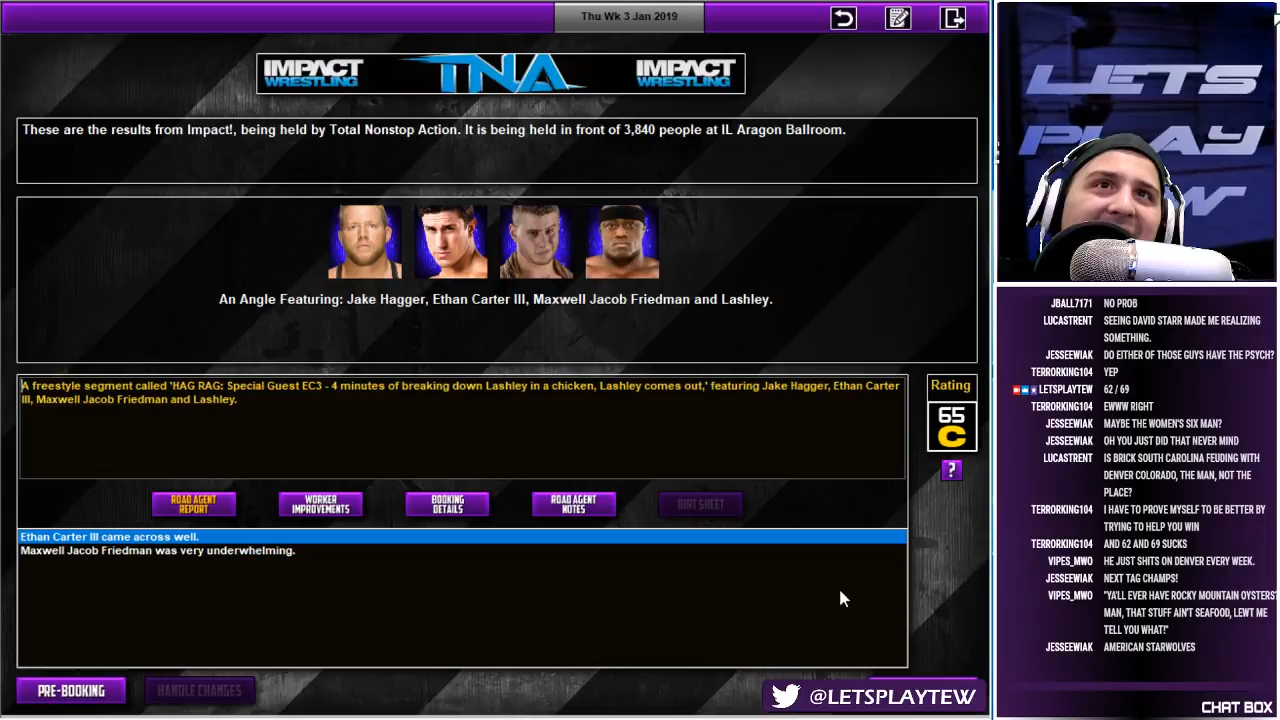 Thu Wk 3 Jan 2019
IMPACT WRESTLING TNA IMPACT WRESTLING
These are the results from Impact!, being held by Total Nonstop Action. It is being held in front of 3,840 people at IL Aragon Ballroom.
An Angle Featuring: Jake Hagger, Ethan Carter III, Maxwell Jacob Friedman and Lashley.
A freestyle segment called 'HAG RAG: Special Guest EC3 - 4 minutes of breaking down Lashley in a chicken, Lashley comes out,' featuring Jake Hagger, Ethan Carter
III, Maxwell Jacob Friedman and Lashley.
Rating
65
C
?
ROAD AGENT REPORT
WORKER IMPROVEMENTS
BOOKING DETAILS
ROAD AGENT NOTES
DIRT SHEET
Ethan Carter III came across well.
Maxwell Jacob Friedman was very underwhelming.
PRE-BOOKING
HANDLE CHANGES
@LETSPLAYTEW
LETS
PLAY
JBALL7171 NO PROB
LUCASTRENT SEEING DAVID STARR MADE ME REALIZING
SOMETHING.
JESSEEWIAK DO EITHER OF THOSE GUYS HAVE THE PSYCH?
TERRORKING104 YEP
LETSPLAYTEW 62 / 69
TERRORKING104 EWWW RIGHT
JESSEEWIAK MAYBE THE WOMEN'S SIX MAN?
JESSEEWIAK OH YOU JUST DID THAT NEVER MIND
LUCASTRENT IS BRICK SOUTH CAROLINA FEUDING WITH
DENVER COLORADO, THE MAN, NOT THE
PLACE?
TERRORKING104 I HAVE TO PROVE MYSELF TO BE BETTER BY
TRYING TO HELP YOU WIN
TERRORKING104 AND 62 AND 69 SUCKS
VIPES_MWO HE JUST SHITS ON DENVER EVERY WEEK.
JESSEEWIAK NEXT TAG CHAMPS!
VIPES_MWO "YA'LL EVER HAVE ROCKY MOUNTAIN OYSTERS?
MAN, THAT STUFF AIN'T SEAFOOD, LEWT ME
TELL YOU WHAT!"
JESSEEWIAK AMERICAN STARWOLVES
CHAT BOX